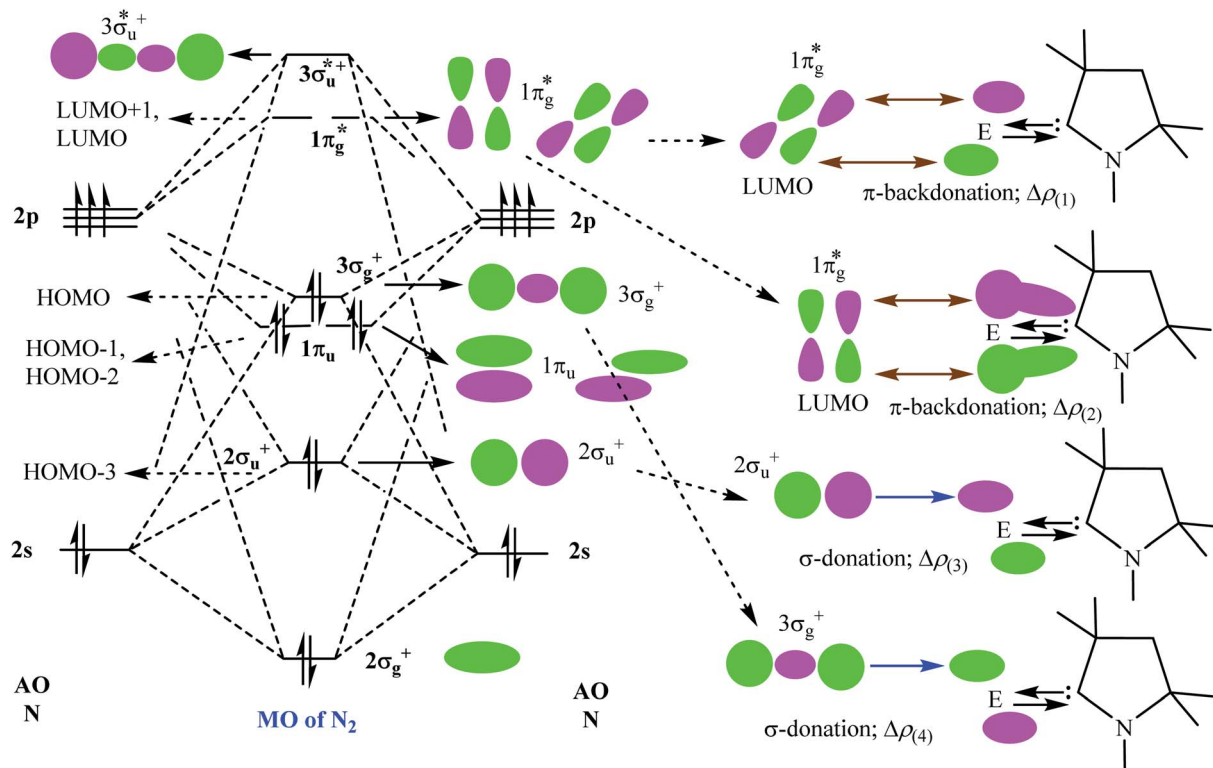 3σ*u+
3σu*+
LUMO+1,
LUMO
1πg*
1πg*
2p
2p
3σg+
HOMO
3σg+
HOMO-1,
HOMO-2
1πu
1πu
2σu+
HOMO-3
2σu+
2s
2s
2σg+
AO
N
MO of N2
AO
N
1πg*
E
:
N
LUMO
π-backdonation; Δρ(1)
1πg*
E
:
N
LUMO
π-backdonation; Δρ(2)
2σu+
E
:
N
σ-donation; Δρ(3)
3σg+
E
:
N
σ-donation; Δρ(4)